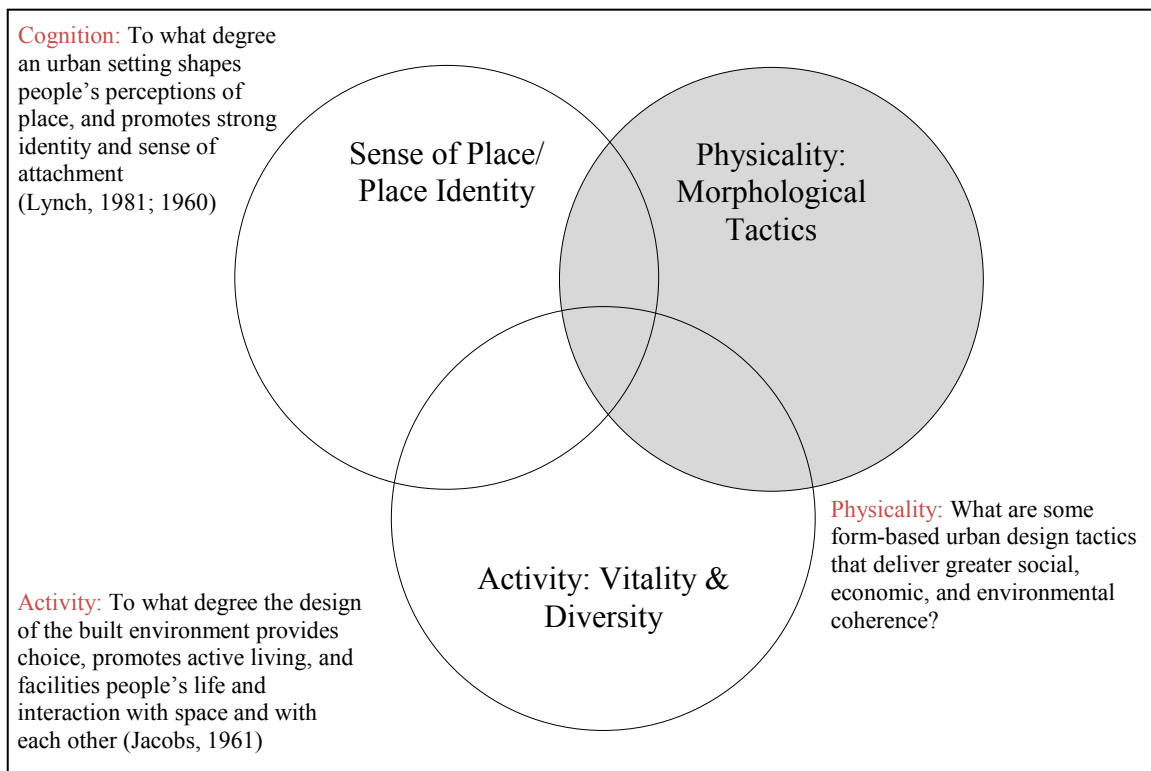 Cognition: To what degree
an urban setting shapes
people’s perceptions of
place, and promotes strong
identity and sense of
attachment
(Lynch, 1981; 1960)
Sense of Place/
Place Identity
Physicality:
Morphological
Tactics
Activity: Vitality &
Diversity
Physicality: What are some
form-based urban design tactics
that deliver greater social,
economic, and environmental
coherence?
Activity: To what degree the design
of the built environment provides
choice, promotes active living, and
facilities people’s life and
interaction with space and with
each other (Jacobs, 1961)